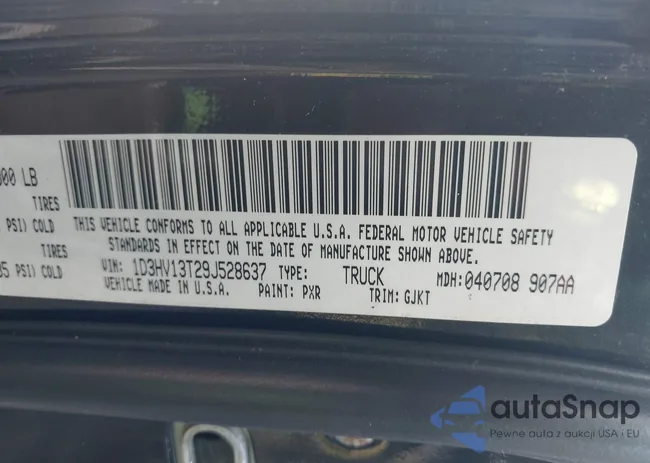 000 LB
TIRES
PSI) COLD
TIRES
PSI) COLD
THIS VEHICLE CONFORMS TO ALL APPLICABLE U.S.A. FEDERAL MOTOR VEHICLE SAFETY
STANDARDS IN EFFECT ON THE DATE OF MANUFACTURE SHOWN ABOVE.
VIN: 1D3HV13T29J528637 TYPE: TRUCK MDH: 040708 907AA
VEHICLE MADE IN U.S.A. PAINT: PXR TRIM: GJKT
autaSnap
Pewne auta z aukcji USA i EU